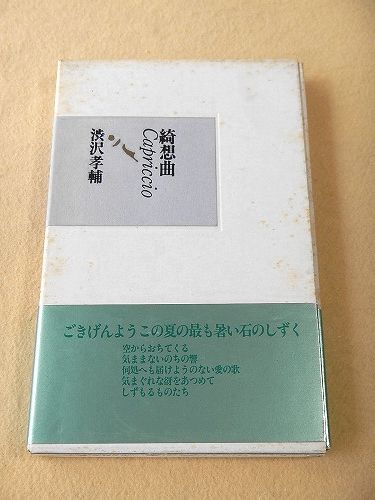 綺想曲
Capriccio
渋沢孝輔
ごきげんようこの夏の最も暑い石のしずく
空からおちてくる
気ままないのちの響
何処へも届けようのない愛の歌
気まぐれな谺をあつめて
しずもるものたち